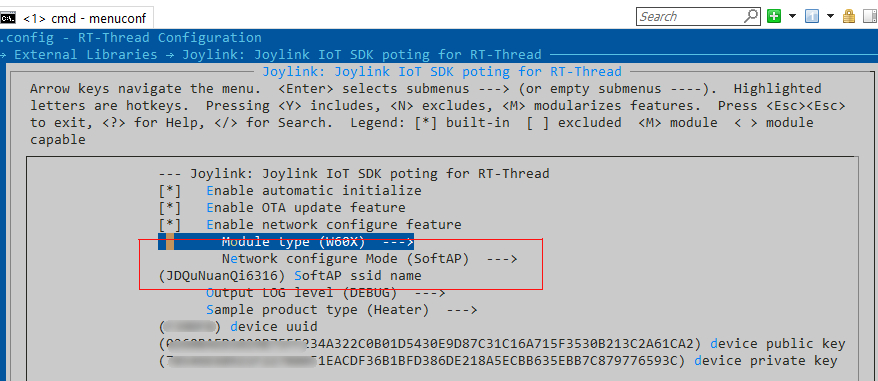 <1> cmd - menuconf
Search
.config - RT-Thread Configuration
→ External Libraries → Joylink: Joylink IoT SDK poting for RT-Thread
Joylink: Joylink IoT SDK poting for RT-Thread
Arrow keys navigate the menu.  <Enter> selects submenus ---> (or empty submenus ----).  Highlighted
letters are hotkeys.  Pressing <Y> includes, <N> excludes, <M> modularizes features.  Press <Esc><Esc>
to exit, <?> for Help, </> for Search.  Legend: [*] built-in  [ ] excluded  <M> module  < > module
capable
--- Joylink: Joylink IoT SDK poting for RT-Thread
[*]   Enable automatic initialize
[*]   Enable OTA update feature
[*]   Enable network configure feature
Module type (W60X)  --->
Network configure Mode (SoftAP)  --->
(JDQuNuanQi6316) SoftAP ssid name
Output LOG level (DEBUG)  --->
Sample product type (Heater)  --->
( ) device uuid
( 234A322C0B01D5430E9D87C31C16A715F3530B213C2A61CA2) device public key
( 1EACDF36B1BFD386DE218A5ECBB635EBB7C879776593C) device private key